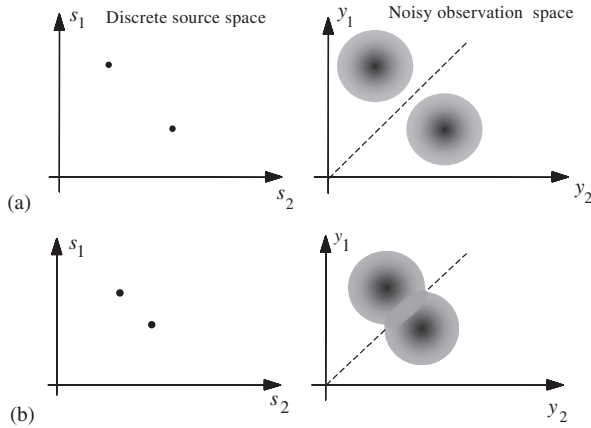 Discrete source space
Noisy observation space
s1
s2
y1
y2
(a)
s1
s2
y1
y2
(b)